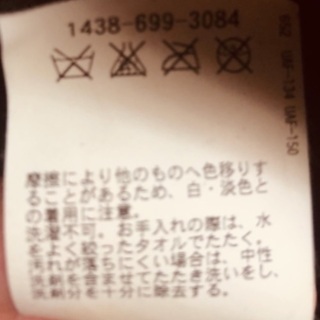 1438-699-3084
652 UAF-134 UAF-150
摩擦により他のものへ色移りす
ることがあるため、白・淡色と
の着用に注意。
洗濯不可。お手入れの際は、水
をよく絞ったタオルでたたく。
汚れが落ちにくい場合は、中性
洗剤を含ませてたたき洗いをし、
洗剤分を十分に除去する。